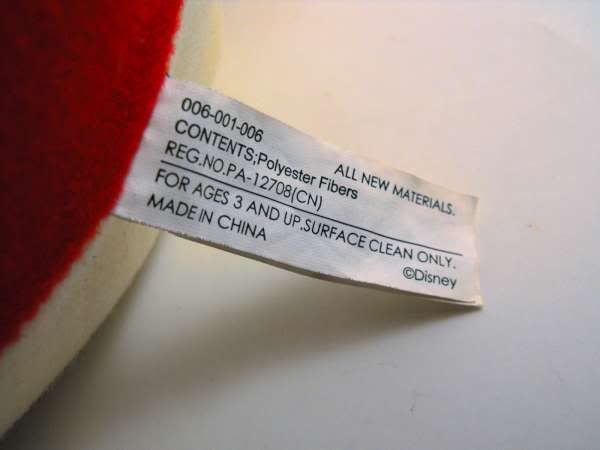 006-001-006
ALL NEW MATERIALS.
CONTENTS;Polyester Fibers
REG.NO.PA-12708(CN)
FOR AGES 3 AND UP.SURFACE CLEAN ONLY.
MADE IN CHINA
©Disney